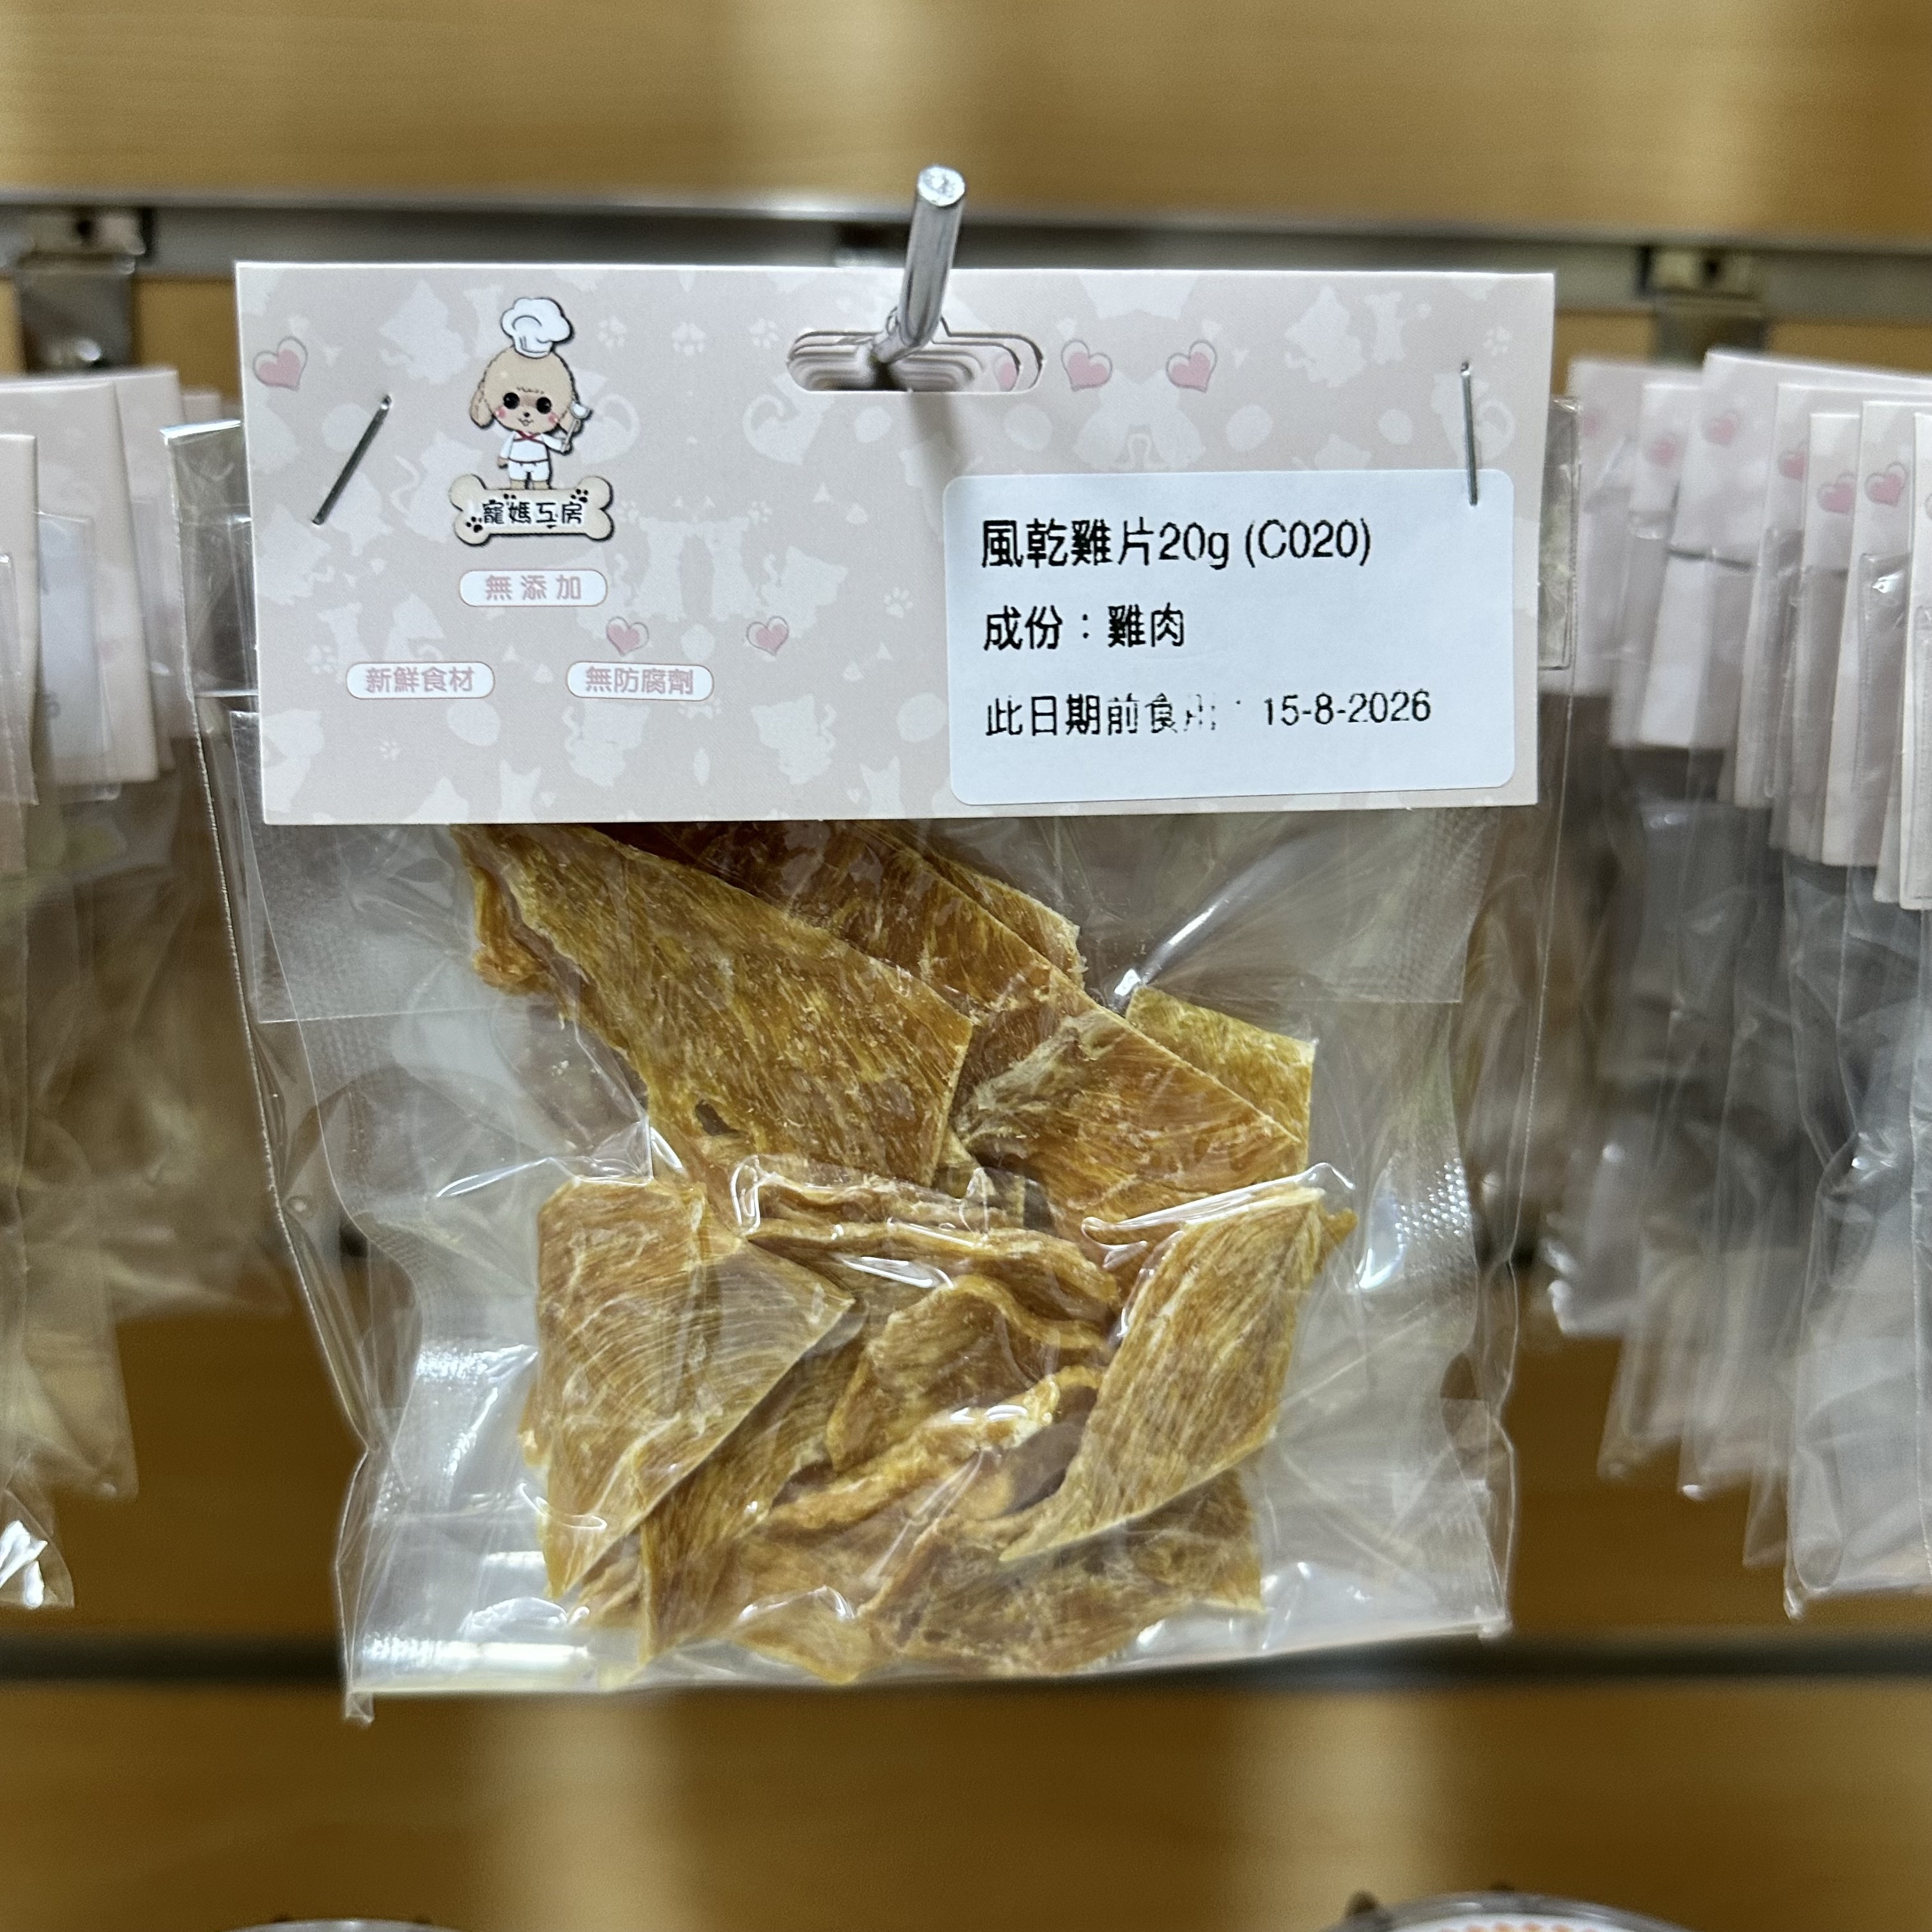 寵媽工房
無添加
新鮮食材
無防腐劑
風乾雞片20g (C020)
成份：雞肉
此日期前食用：15-8-2026